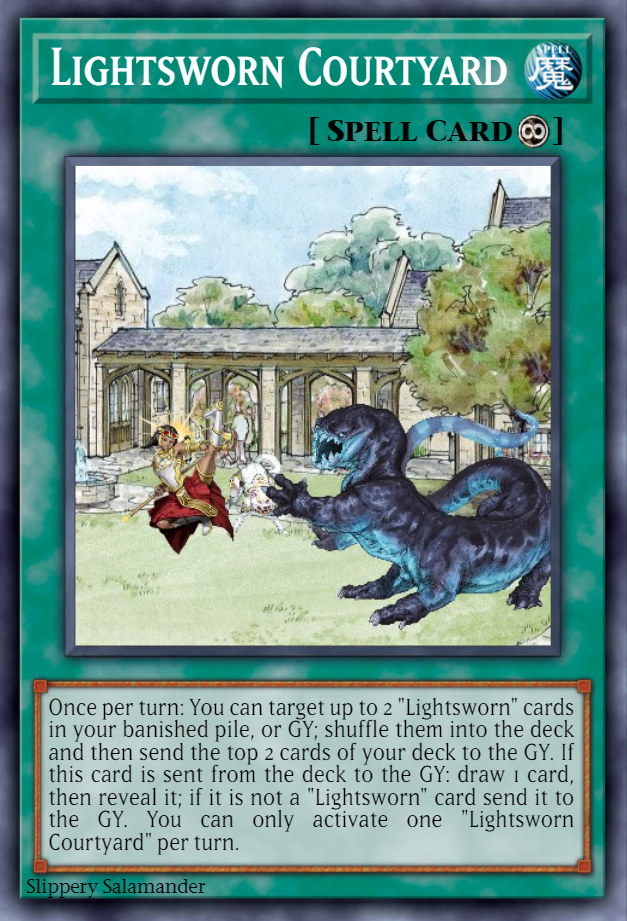 Lightsworn Courtyard
SPELL
魔
[ Spell Card ]
Once per turn: You can target up to 2 "Lightsworn" cards
in your banished pile, or GY; shuffle them into the deck
and then send the top 2 cards of your deck to the GY. If
this card is sent from the deck to the GY: draw 1 card,
then reveal it; if it is not a "Lightsworn" card send it to
the GY. You can only activate one "Lightsworn
Courtyard" per turn.
Slippery Salamander